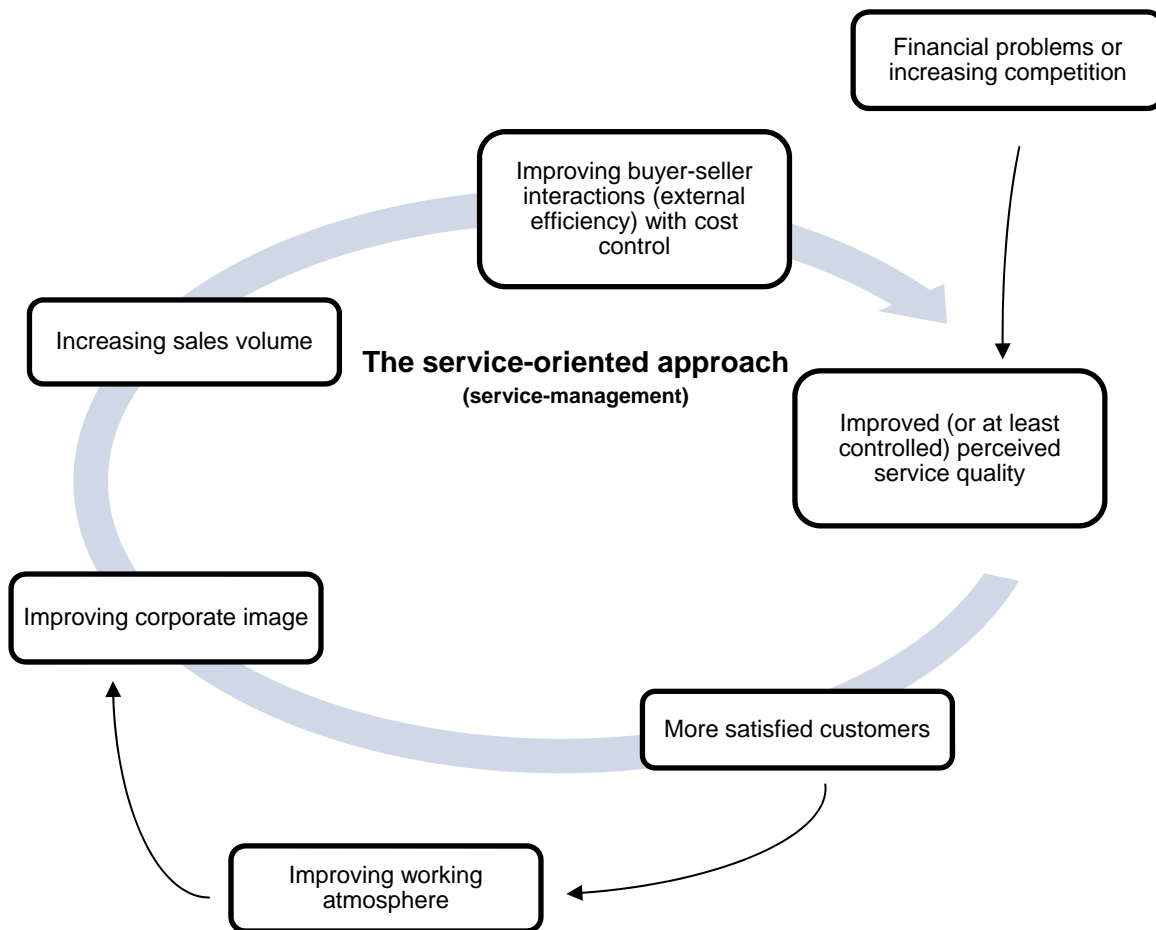 Financial problems or
increasing competition
Improving buyer-seller
interactions (external
efficiency) with cost
control
Increasing sales volume
The service-oriented approach
(service-management)
Improved (or at least
controlled) perceived
service quality
Improving corporate image
More satisfied customers
Improving working
atmosphere